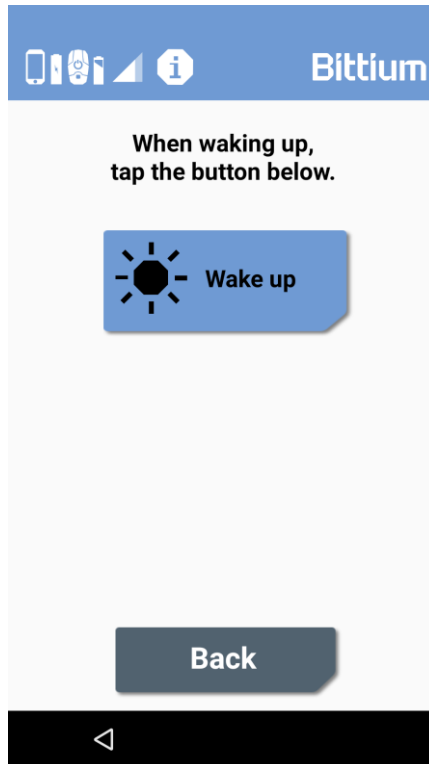 i
Bittium
When waking up,
tap the button below.
Wake up
Back